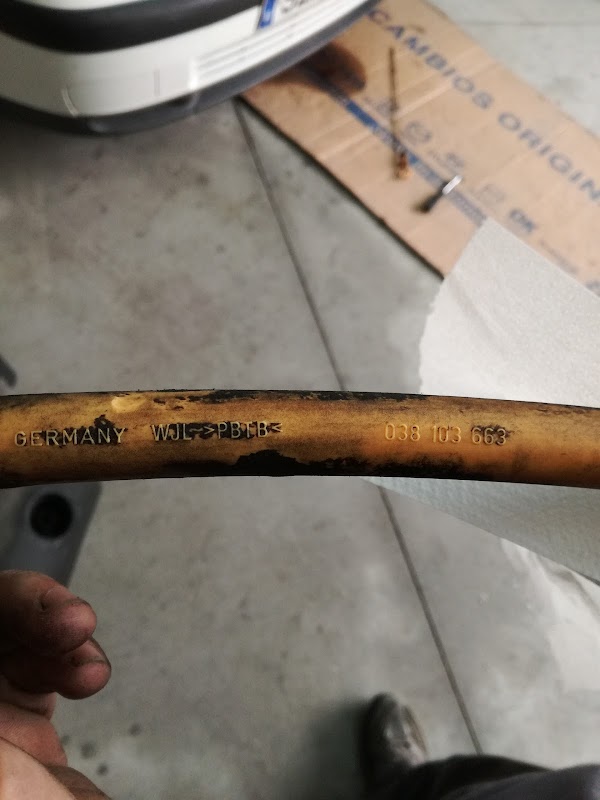 CAMBIOS ORIGIN
GERMANY WJL >PBTB< 038 103 663